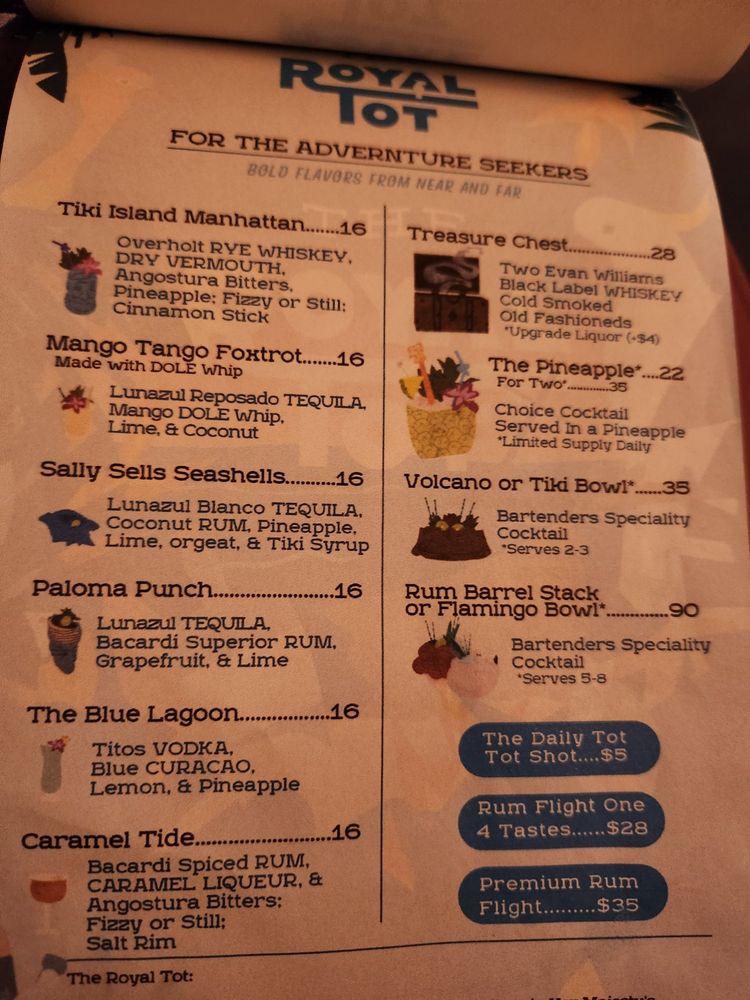 ROYAL
TOT
FOR THE ADVERNTURE SEEKERS
BOLD FLAVORS FROM NEAR AND FAR
Tiki Island Manhattan.......16
Overholt RYE WHISKEY,
DRY VERMOUTH,
Angostura Bitters,
Pineapple; Fizzy or Still;
Cinnamon Stick
Mango Tango Foxtrot.......16
Made with DOLE Whip
Lunazul Reposado TEQUILA,
Mango DOLE Whip,
Lime, & Coconut
Sally Sells Seashells..........16
Lunazul Blanco TEQUILA,
Coconut RUM, Pineapple,
Lime, orgeat, & Tiki Syrup
Paloma Punch.......................16
Lunazul TEQUILA,
Bacardi Superior RUM,
Grapefruit, & Lime
The Blue Lagoon.................16
Titos VODKA,
Blue CURACAO,
Lemon, & Pineapple
Caramel Tide.......................16
Bacardi Spiced RUM,
CARAMEL LIQUEUR, &
Angostura Bitters;
Fizzy or Still;
Salt Rim
Treasure Chest....................28
Two Evan Williams
Black Label WHISKEY
Cold Smoked
Old Fashioneds
*Upgrade Liquor (+$4)
The Pineapple*....22
For Two*.............35
Choice Cocktail
Served In a Pineapple
*Limited Supply Daily
Volcano or Tiki Bowl*......35
Bartenders Speciality
Cocktail
*Serves 2-3
Rum Barrel Stack
or Flamingo Bowl*.............90
Bartenders Speciality
Cocktail
*Serves 5-8
The Daily Tot
Tot Shot....$5
Rum Flight One
4 Tastes......$28
Premium Rum
Flight.........$35
The Royal Tot: